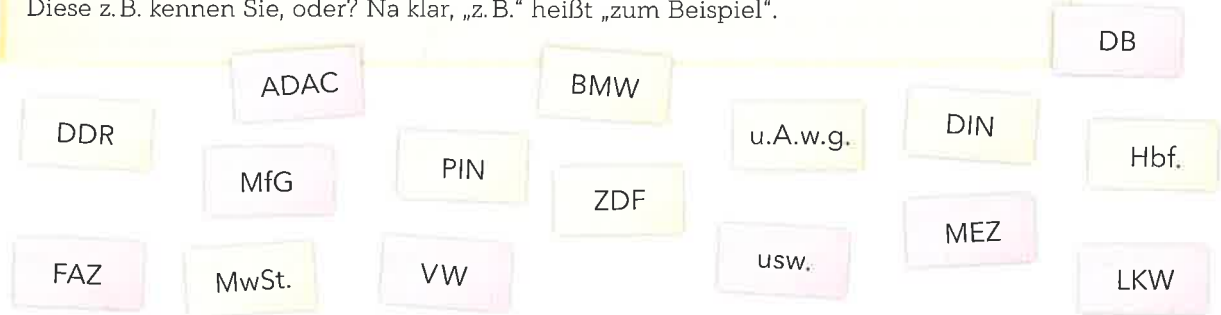 Diese z. B. kennen Sie, oder? Na klar, „z. B.“ heißt „zum Beispiel“.
DB
ADAC
BMW
DDR
u.A.w.g.
DIN
Hbf.
MfG
PIN
ZDF
MEZ
FAZ
MwSt.
VW
usw.
LKW